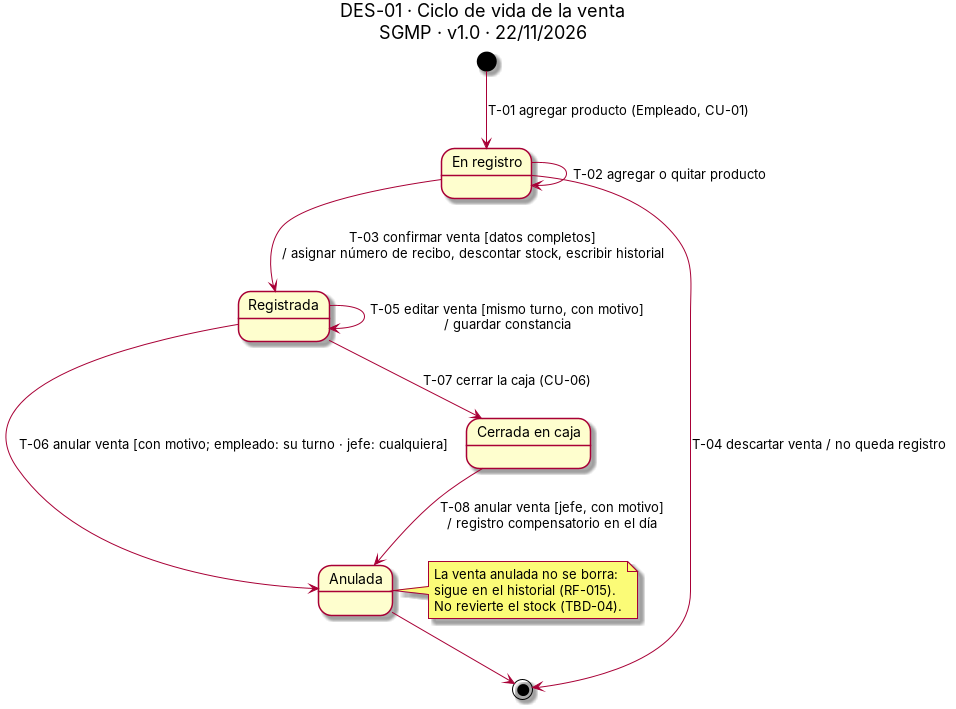 DES-01 · Ciclo de vida de la venta
SGMP · v1.0 · 22/11/2026
T-01 agregar producto (Empleado, CU-01)
En registro
T-02 agregar o quitar producto
T-03 confirmar venta [datos completos]
/ asignar número de recibo, descontar stock, escribir historial
Registrada
T-05 editar venta [mismo turno, con motivo]
/ guardar constancia
T-07 cerrar la caja (CU-06)
Cerrada en caja
T-06 anular venta [con motivo; empleado: su turno · jefe: cualquiera]
T-04 descartar venta / no queda registro
T-08 anular venta [jefe, con motivo]
/ registro compensatorio en el día
Anulada
La venta anulada no se borra:
sigue en el historial (RF-015).
No revierte el stock (TBD-04).